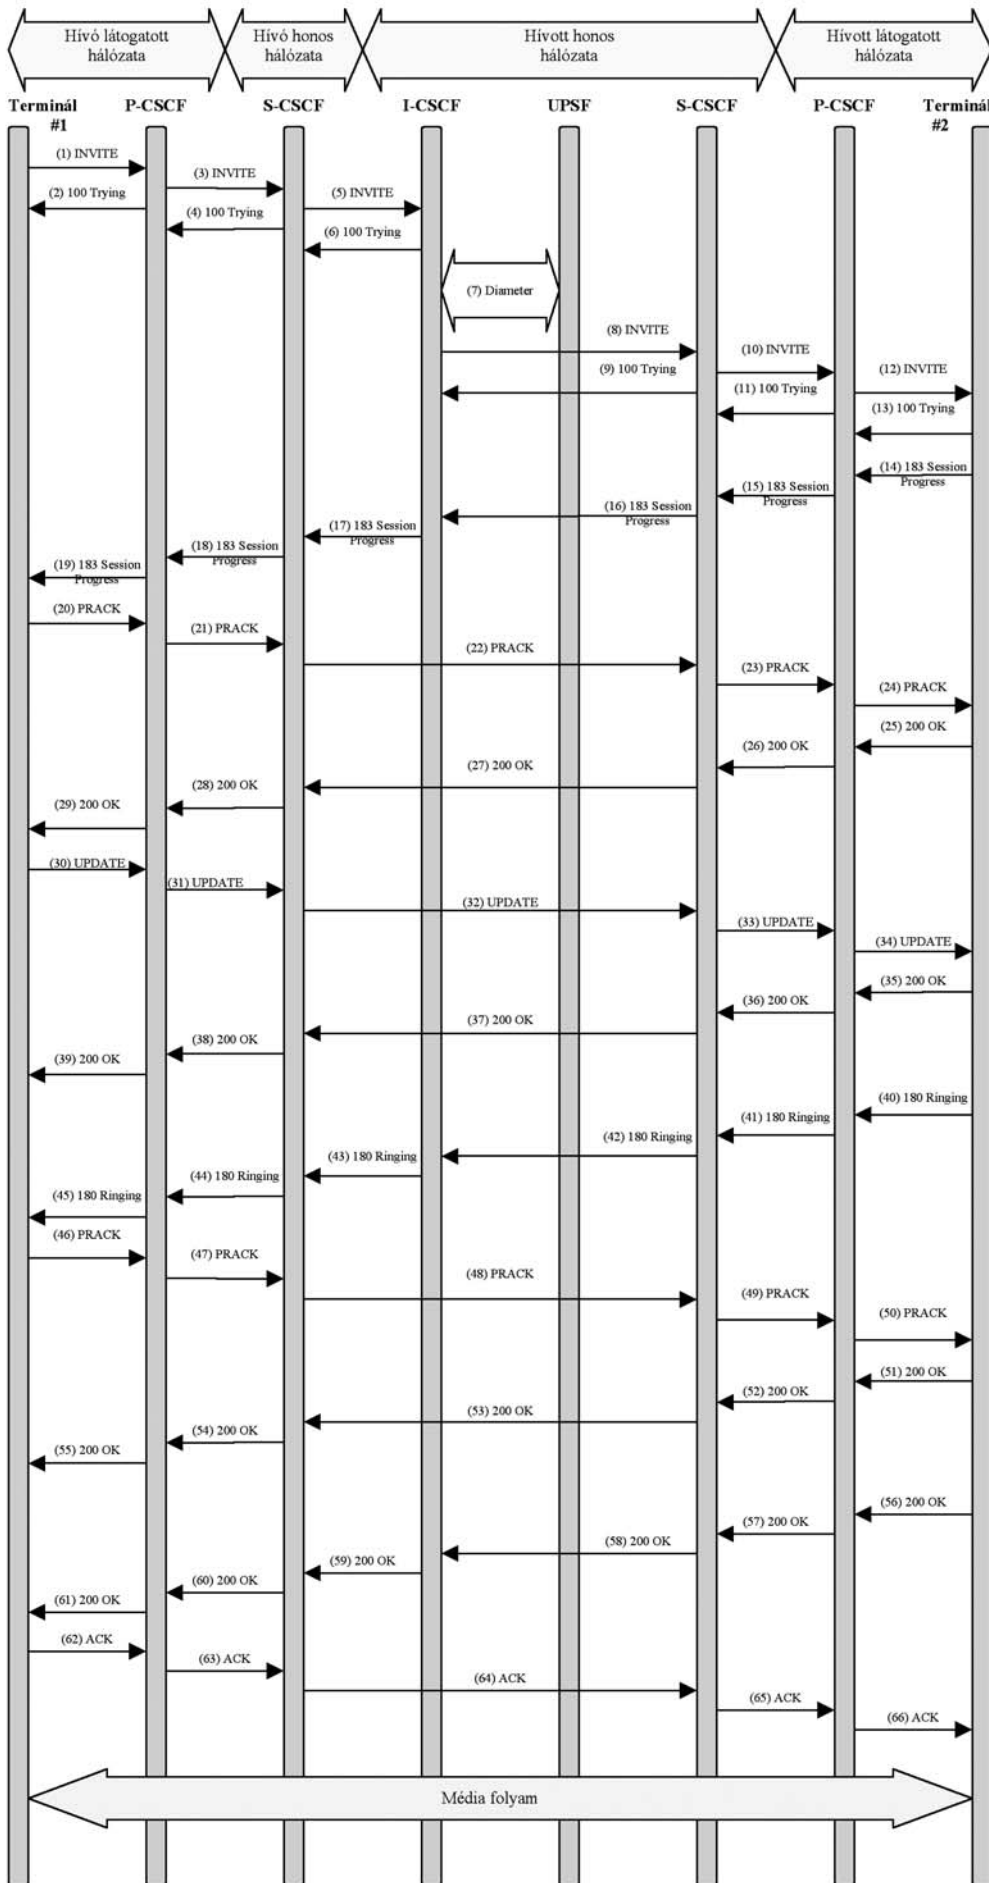 Hívó látogatott
hálózata
Hívó honos
hálózata
Hívott honos
hálózata
Hívott látogatott
hálózata
Terminál
#1
P-CSCF
S-CSCF
I-CSCF
UPSF
S-CSCF
P-CSCF
Terminál
#2
(1) INVITE
(2) 100 Trying
(3) INVITE
(4) 100 Trying
(5) INVITE
(6) 100 Trying
(7) Diameter
(8) INVITE
(9) 100 Trying
(10) INVITE
(11) 100 Trying
(12) INVITE
(13) 100 Trying
(14) 183 Session
Progress
(15) 183 Session
Progress
(16) 183 Session
Progress
(17) 183 Session
Progress
(18) 183 Session
Progress
(19) 183 Session
Progress
(20) PRACK
(21) PRACK
(22) PRACK
(23) PRACK
(24) PRACK
(25) 200 OK
(26) 200 OK
(27) 200 OK
(28) 200 OK
(29) 200 OK
(30) UPDATE
(31) UPDATE
(32) UPDATE
(33) UPDATE
(34) UPDATE
(35) 200 OK
(36) 200 OK
(37) 200 OK
(38) 200 OK
(39) 200 OK
(40) 180 Ringing
(41) 180 Ringing
(42) 180 Ringing
(43) 180 Ringing
(44) 180 Ringing
(45) 180 Ringing
(46) PRACK
(47) PRACK
(48) PRACK
(49) PRACK
(50) PRACK
(51) 200 OK
(52) 200 OK
(53) 200 OK
(54) 200 OK
(55) 200 OK
(56) 200 OK
(57) 200 OK
(58) 200 OK
(59) 200 OK
(60) 200 OK
(61) 200 OK
(62) ACK
(63) ACK
(64) ACK
(65) ACK
(66) ACK
Média folyam